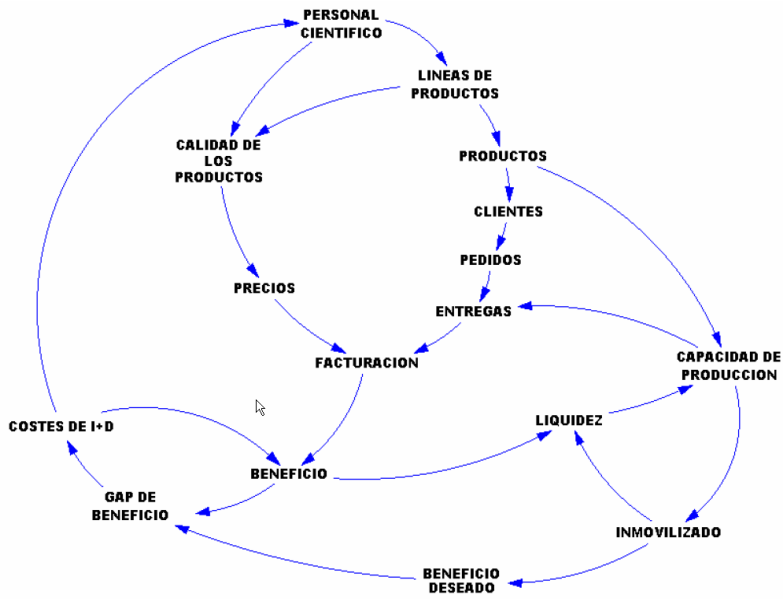 PERSONAL
CIENTIFICO
LINEAS DE
PRODUCTOS
CALIDAD DE
LOS
PRODUCTOS
PRODUCTOS
CLIENTES
PEDIDOS
PRECIOS
ENTREGAS
FACTURACION
CAPACIDAD DE
PRODUCCION
COSTES DE I+D
LIQUIDEZ
BENEFICIO
GAP DE
BENEFICIO
INMOVILIZADO
BENEFICIO
DESEADO